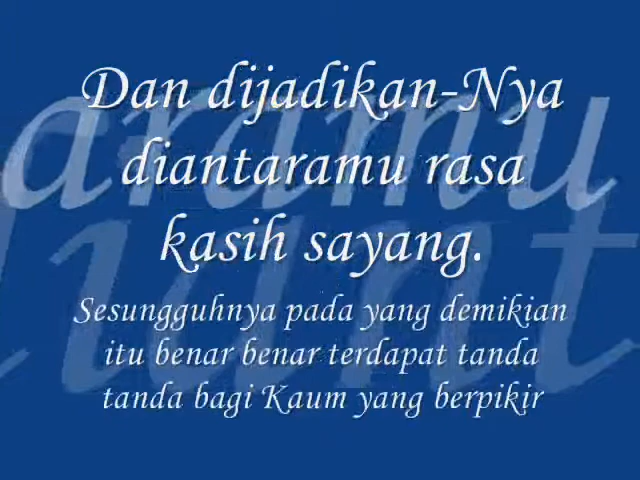 Dan dijadikan-Nya
diantaramu rasa
kasih sayang.
Sesungguhnya pada yang demikian
itu benar benar terdapat tanda
tanda bagi Kaum yang berpikir